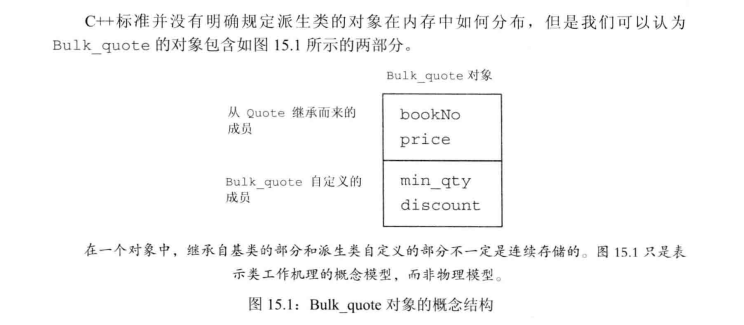 C++标准并没有明确规定派生类的对象在内存中如何分布，但是我们可以认为
Bulk_quote 的对象包含如图 15.1 所示的两部分。
Bulk_quote 对象
从 Quote 继承而来的
成员
bookNo
price
Bulk_quote 自定义的
成员
min_qty
discount
在一个对象中，继承自基类的部分和派生类自定义的部分不一定是连续存储的。图 15.1 只是表
示类工作机理的概念模型，而非物理模型。
图 15.1：Bulk_quote 对象的概念结构